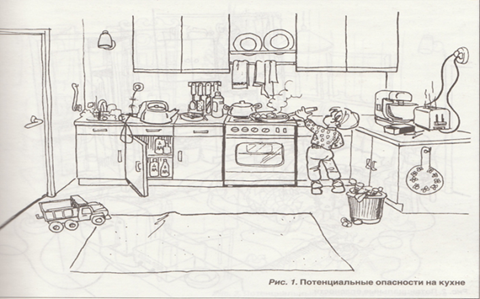 Рис. 1. Потенциальные опасности на кухне